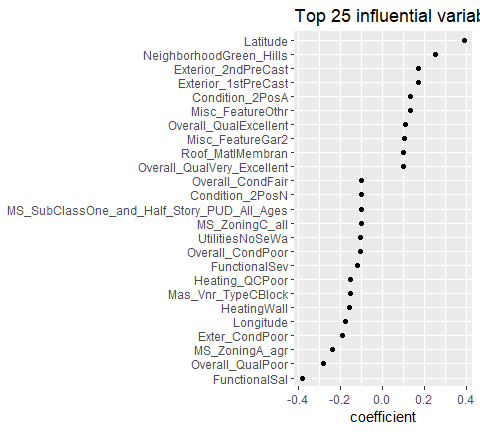 Top 25 influential variab
Latitude
NeighborhoodGreen_Hills
Exterior_2ndPreCast
Exterior_1stPreCast
Condition_2PosA
Misc_FeatureOthr
Overall_QualExcellent
Misc_FeatureGar2
Roof_MatlMembran
Overall_QualVery_Excellent
Overall_CondFair
Condition_2PosN
MS_SubClassOne_and_Half_Story_PUD_All_Ages
MS_ZoningC_all
UtilitiesNoSeWa
Overall_CondPoor
FunctionalSev
Heating_QCPoor
Mas_Vnr_TypeCBlock
HeatingWall
Longitude
Exter_CondPoor
MS_ZoningA_agr
Overall_QualPoor
FunctionalSal
-0.4 -0.2 0.0 0.2 0.4
coefficient